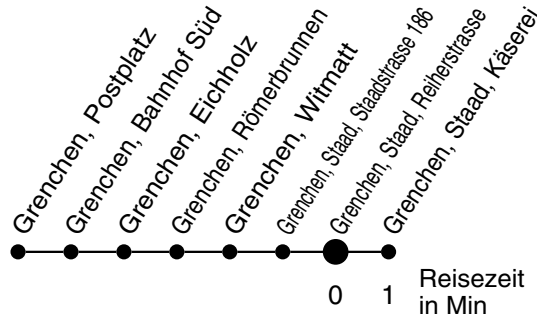 Grenchen, Postplatz
Grenchen, Bahnhof Süd
Grenchen, Eichholz
Grenchen, Römerbrunnen
Grenchen, Witmatt
Grenchen, Staad, Staadstrasse 186
Grenchen, Staad, Reiherstrasse
Grenchen, Staad, Käserei
0 1 Reisezeit
in Min